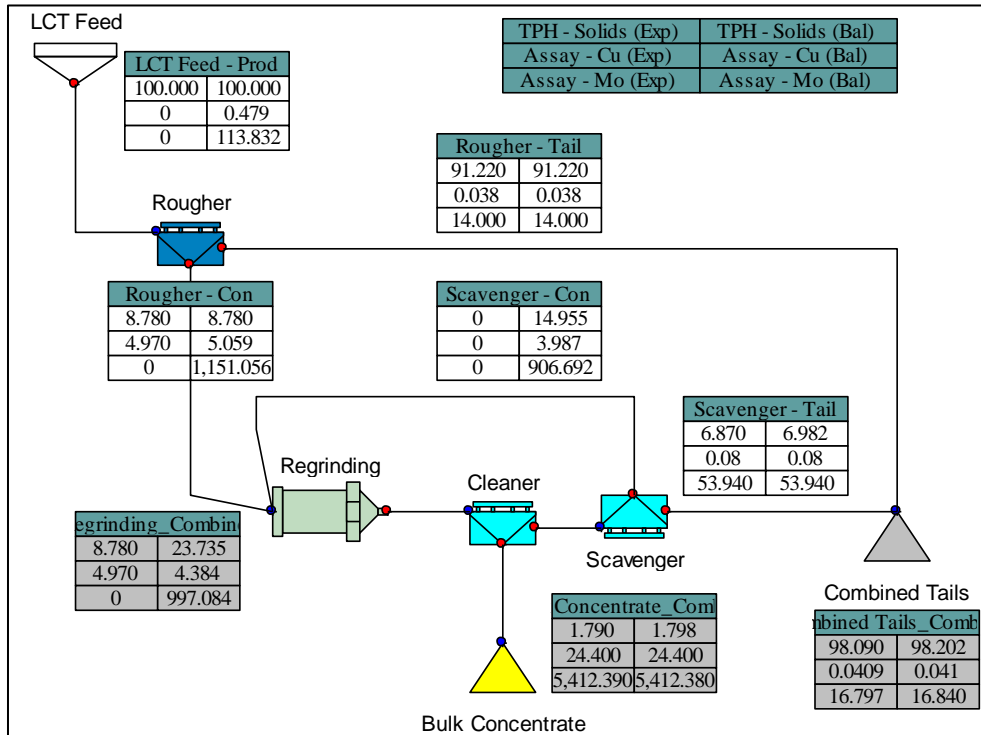 LCT Feed
TPH - Solids (Exp) TPH - Solids (Bal)
Assay - Cu (Exp) Assay - Cu (Bal)
Assay - Mo (Exp) Assay - Mo (Bal)
LCT Feed - Prod
100.000 100.000
0 0.479
0 113.832
Rougher - Tail
91.220 91.220
0.038 0.038
14.000 14.000
Rougher
Rougher - Con
8.780 8.780
4.970 5.059
0 1,151.056
Scavenger - Con
0 14.955
3.987
0 906.692
Scavenger - Tail
6.870 6.982
0.08 0.08
53.940 53.940
Regrinding
Cleaner
Scavenger
egrinding_Combine
8.780 23.735
4.970 4.384
0 997.084
Concentrate_Com
1.790 1.798
24.400 24.400
5,412.390 5,412.380
Combined Tails
mbined Tails_Comb
98.090 98.202
0.0409 0.041
16.797 16.840
Bulk Concentrate